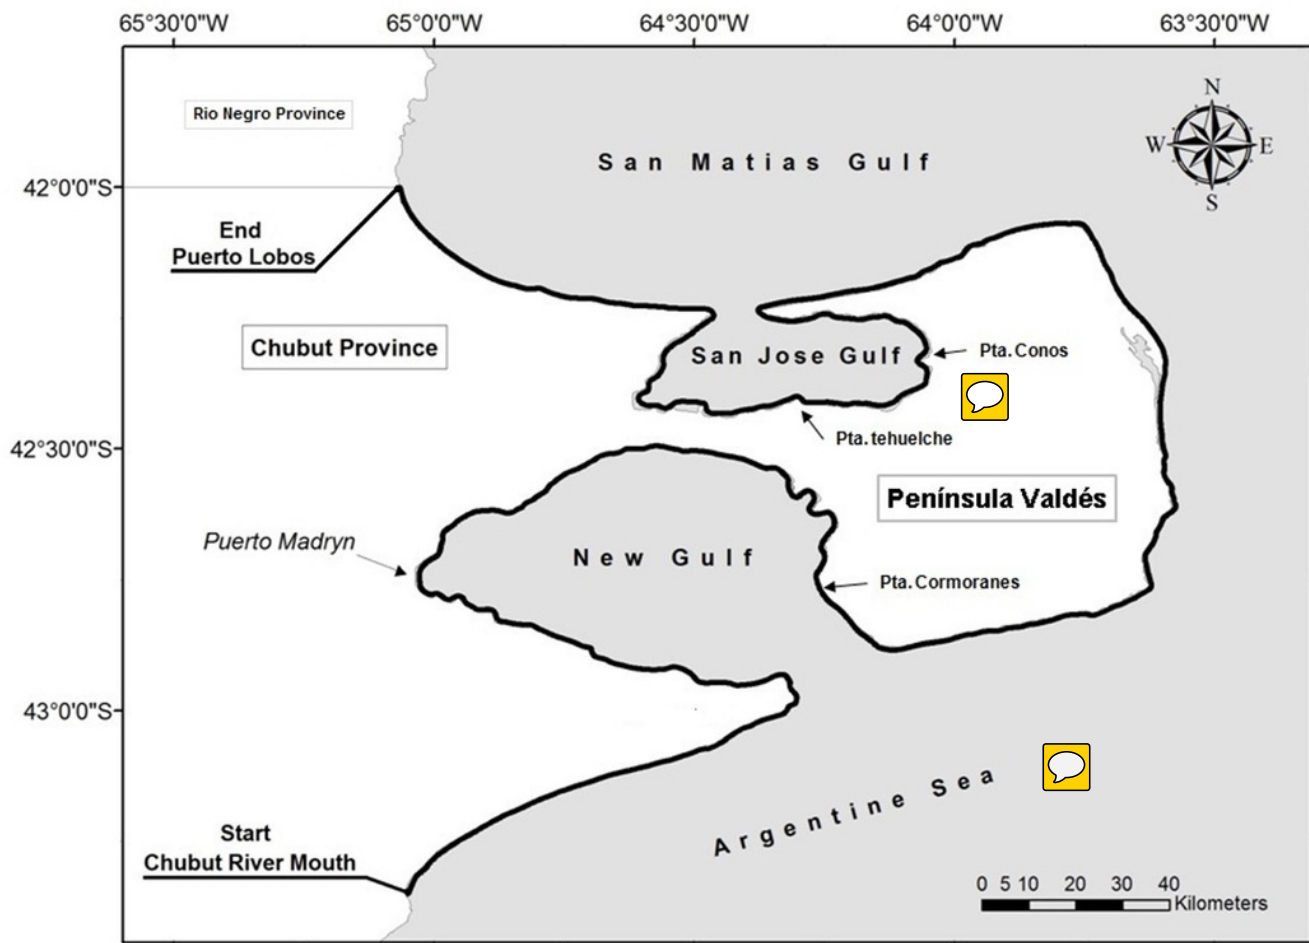 65°30'0"W 65°0'0"W 64°30'0"W 64°0'0"W 63°30'0"W
N
Rio Negro Province
W E
San Matias Gulf
42°0'0"S
S
End
Puerto Lobos
Chubut Province
San Jose Gulf
Pta. Conos
Pta. tehuelche
42°30'0"S
Península Valdés
Puerto Madryn
New Gulf
Pta. Cormoranes
43°0'0"S
Argentine Sea
Start
Chubut River Mouth
0 5 10 20 30 40
Kilometers